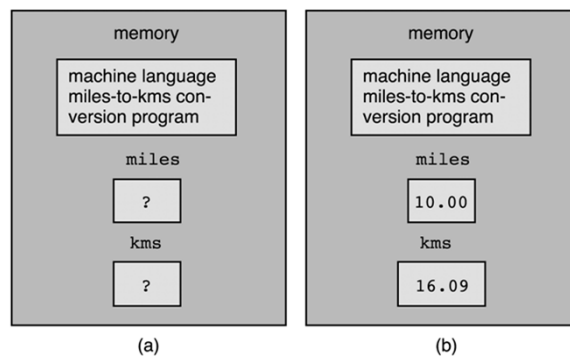 memory
machine language
miles-to-kms con-
version program
miles
?
kms
?
(a)
memory
machine language
miles-to-kms con-
version program
miles
10.00
kms
16.09
(b)